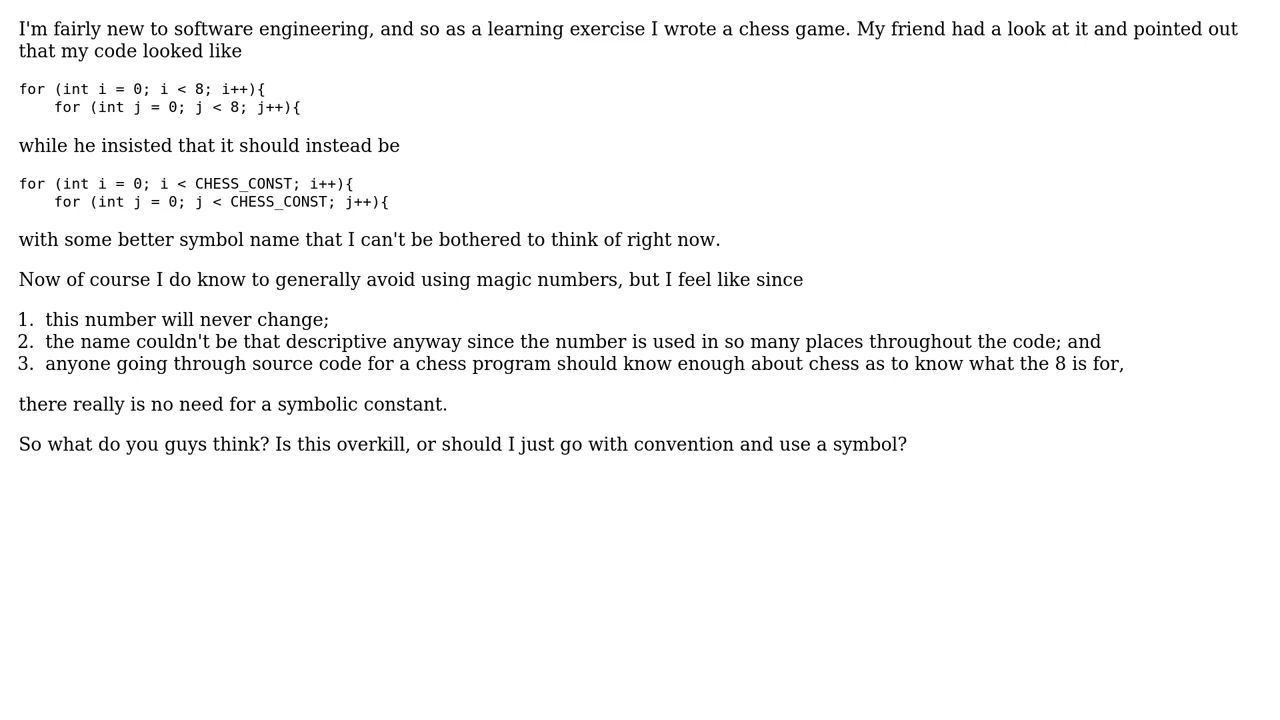 I'm fairly new to software engineering, and so as a learning exercise I wrote a chess game. My friend had a look at it and pointed out
that my code looked like
for (int i = 0; i < 8; i++){
    for (int j = 0; j < 8; j++){
while he insisted that it should instead be
for (int i = 0; i < CHESS_CONST; i++){
    for (int j = 0; j < CHESS_CONST; j++){
with some better symbol name that I can't be bothered to think of right now.
Now of course I do know to generally avoid using magic numbers, but I feel like since
1. this number will never change;
2. the name couldn't be that descriptive anyway since the number is used in so many places throughout the code; and
3. anyone going through source code for a chess program should know enough about chess as to know what the 8 is for,
there really is no need for a symbolic constant.
So what do you guys think? Is this overkill, or should I just go with convention and use a symbol?